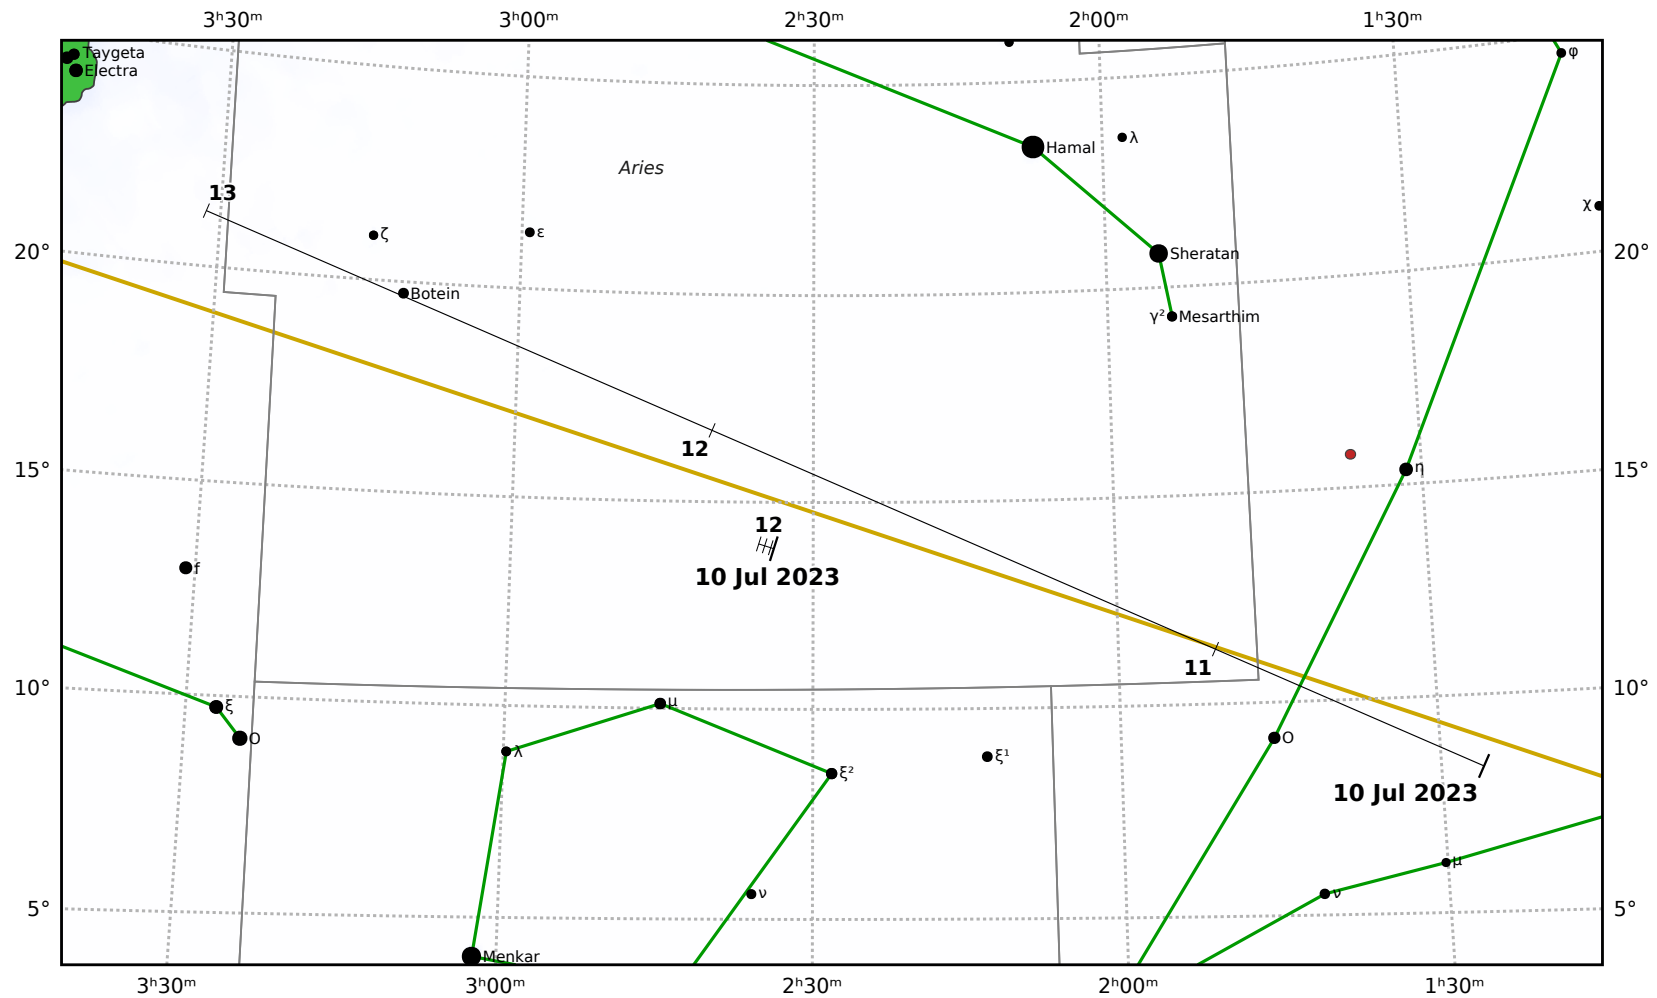 3ʰ30ᵐ 3ʰ00ᵐ 2ʰ30ᵐ 2ʰ00ᵐ 1ʰ30ᵐ
Taygeta φ
Electra
Hamal λ
Aries
13 χ
ζ ε
20° Sheratan 20°
Botein
γ² Mesarthim
12
15° η 15°
12
f
10 Jul 2023
11
10° 10°
ξ μ
ο ο
λ ξ¹
ξ²
10 Jul 2023
μ
ν ν
5° 5°
Menkar
3ʰ30ᵐ 3ʰ00ᵐ 2ʰ30ᵐ 2ʰ00ᵐ 1ʰ30ᵐ